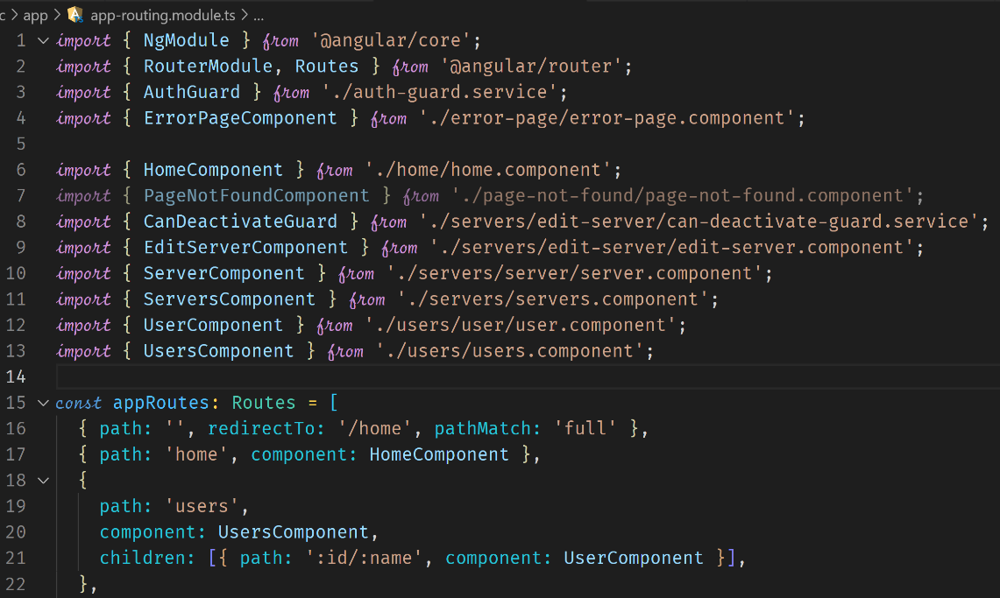 c > app > app-routing.module.ts > ...
1 import { NgModule } from '@angular/core';
2 import { RouterModule, Routes } from '@angular/router';
3 import { AuthGuard } from './auth-guard.service';
4 import { ErrorPageComponent } from './error-page/error-page.component';
5
6 import { HomeComponent } from './home/home.component';
7 import { PageNotFoundComponent } from './page-not-found/page-not-found.component';
8 import { CanDeactivateGuard } from './servers/edit-server/can-deactivate-guard.service';
9 import { EditServerComponent } from './servers/edit-server/edit-server.component';
10 import { ServerComponent } from './servers/server/server.component';
11 import { ServersComponent } from './servers/servers.component';
12 import { UserComponent } from './users/user/user.component';
13 import { UsersComponent } from './users/users.component';
14
15 const appRoutes: Routes = [
16   { path: '', redirectTo: '/home', pathMatch: 'full' },
17   { path: 'home', component: HomeComponent },
18   {
19     path: 'users',
20     component: UsersComponent,
21     children: [{ path: ':id/:name', component: UserComponent }],
22   },